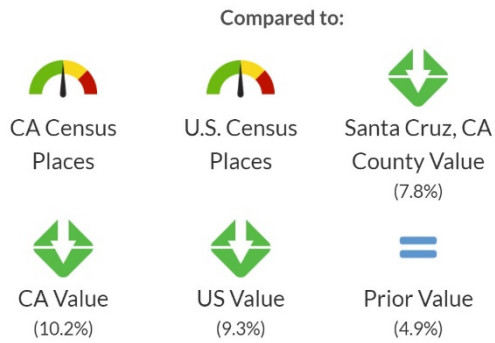 Compared to:
CA Census
Places
U.S. Census
Places
Santa Cruz, CA
County Value
(7.8%)
CA Value
(10.2%)
US Value
(9.3%)
Prior Value
(4.9%)